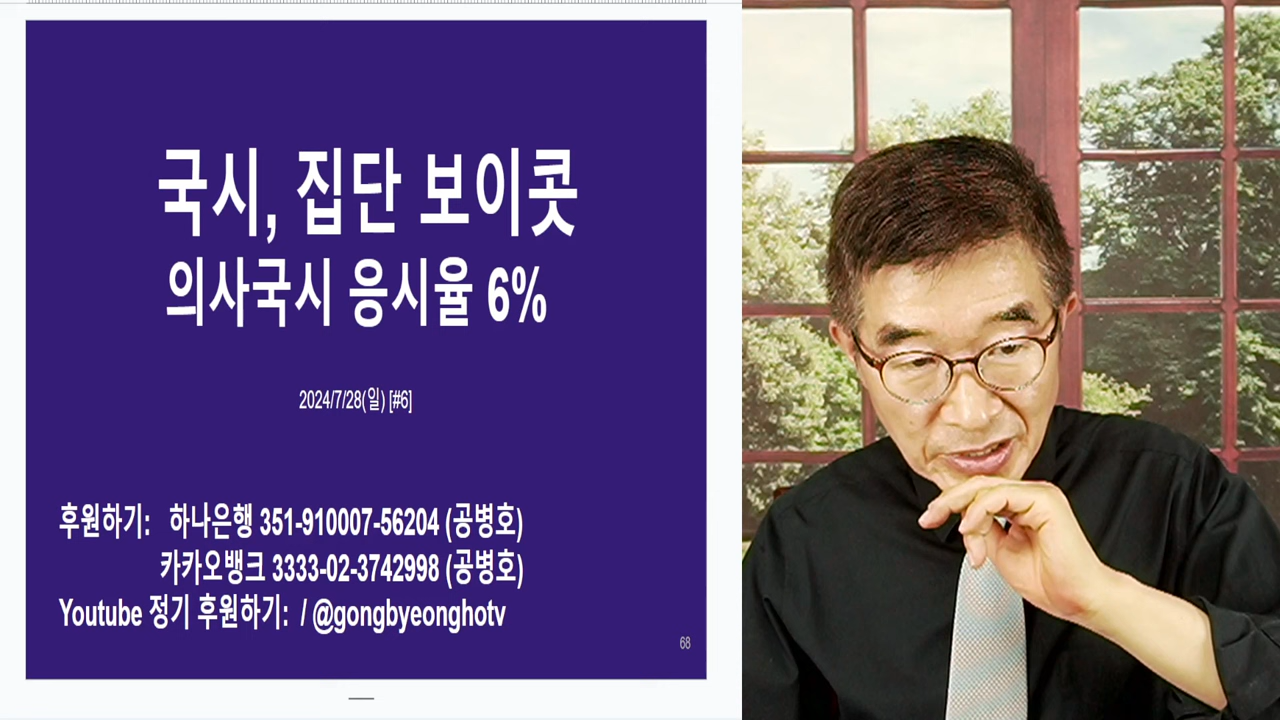 국시, 집단 보이콧
의사국시 응시율 6%
2024/7/28(일) [#6]
후원하기: 하나은행 351-910007-56204 (공병호)
카카오뱅크 3333-02-3742998 (공병호)
Youtube 정기 후원하기: / @gongbyeonghotv
68